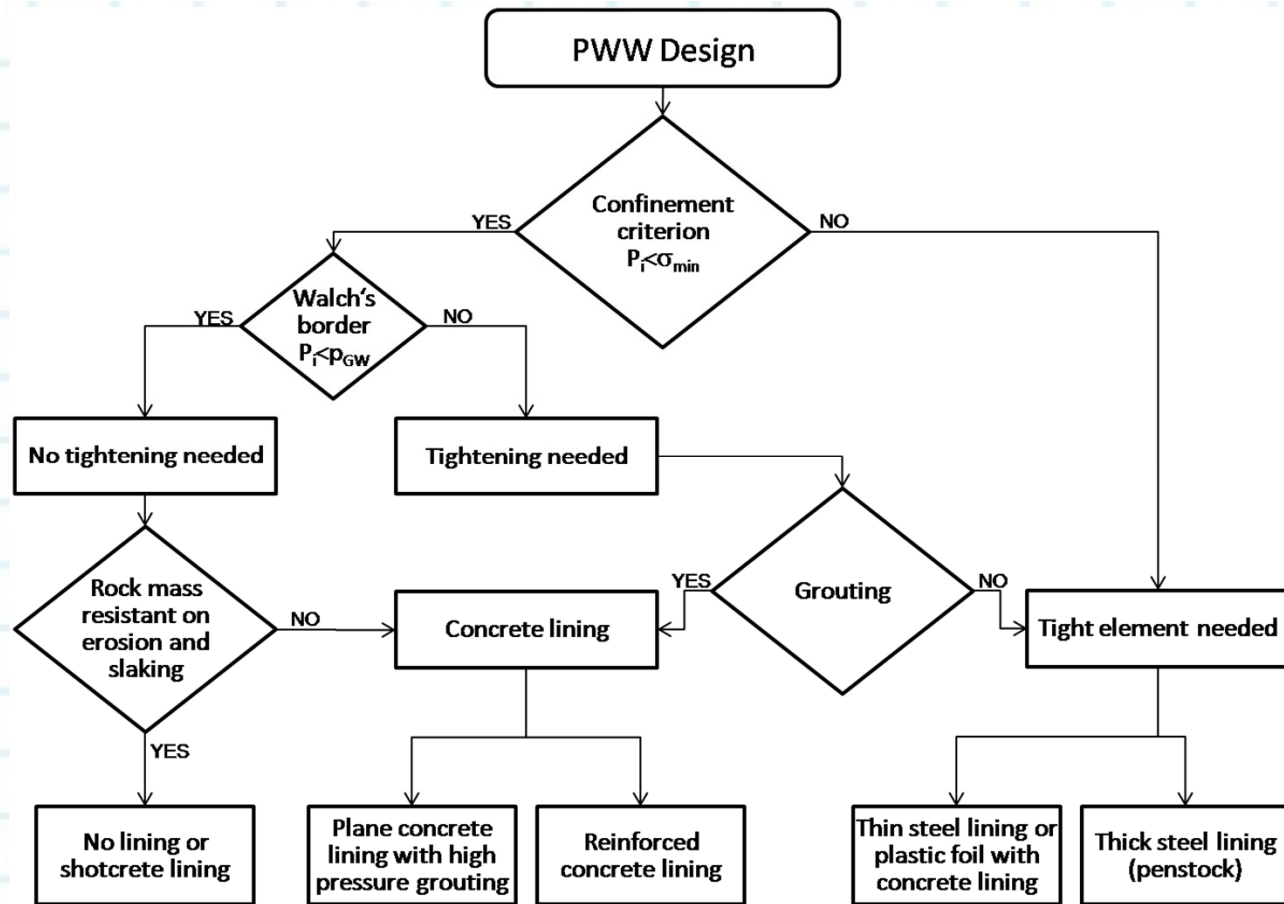 PWW Design
Confinement
criterion
Pi<σmin
YES
NO
Walch's
border
Pi<pGW
YES
NO
No tightening needed
Tightening needed
Rock mass
resistant on
erosion and
slaking
NO
YES
Concrete lining
YES
Grouting
NO
Tight element needed
No lining or
shotcrete lining
Plane concrete
lining with high
pressure grouting
Reinforced
concrete lining
Thin steel lining or
plastic foil with
concrete lining
Thick steel lining
(penstock)